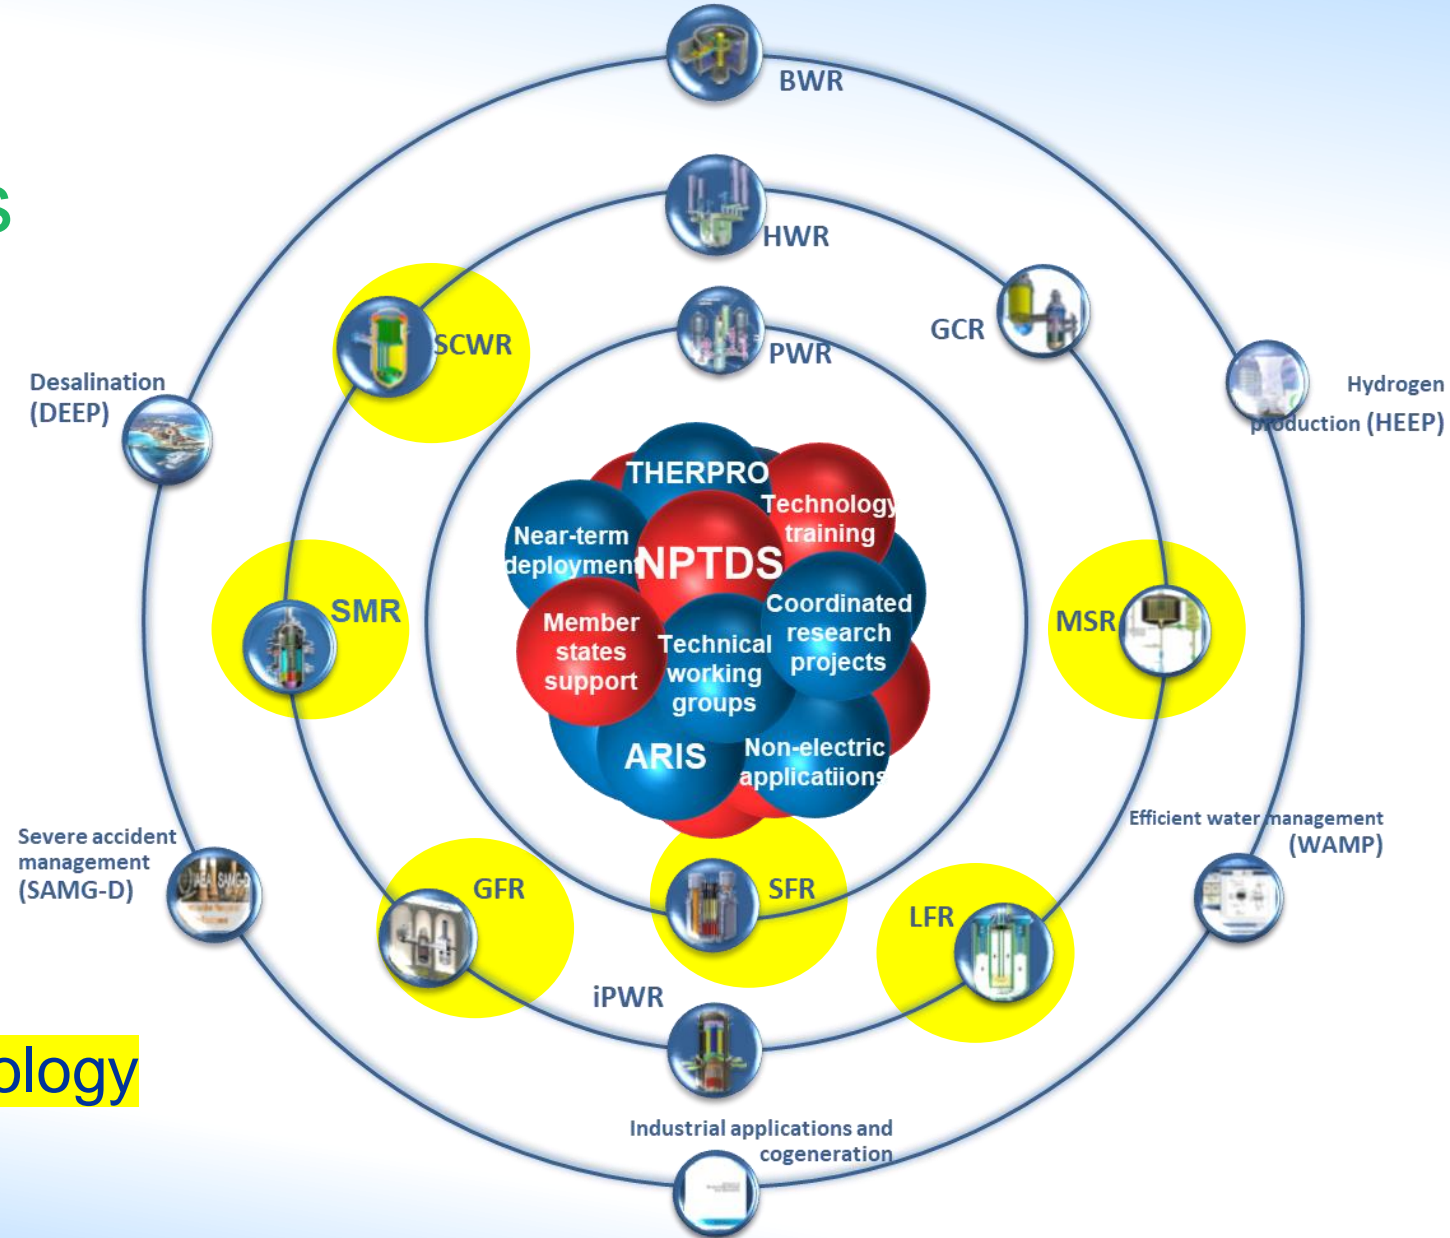 BWR
s
HWR
GCR
SCWR
PWR
Desalination
(DEEP)
Hydrogen
production (HEEP)
THERPRO
Technology
training
Near-term
deployment
NPTDS
Coordinated
research
projects
Member
states
support
Technical
working
groups
SMR
MSR
ARIS
Non-electric
applicatiions
Efficient water management
(WAMP)
Severe accident
management
(SAMG-D)
GFR
SFR
LFR
iPWR
ology
Industrial applications and
cogeneration